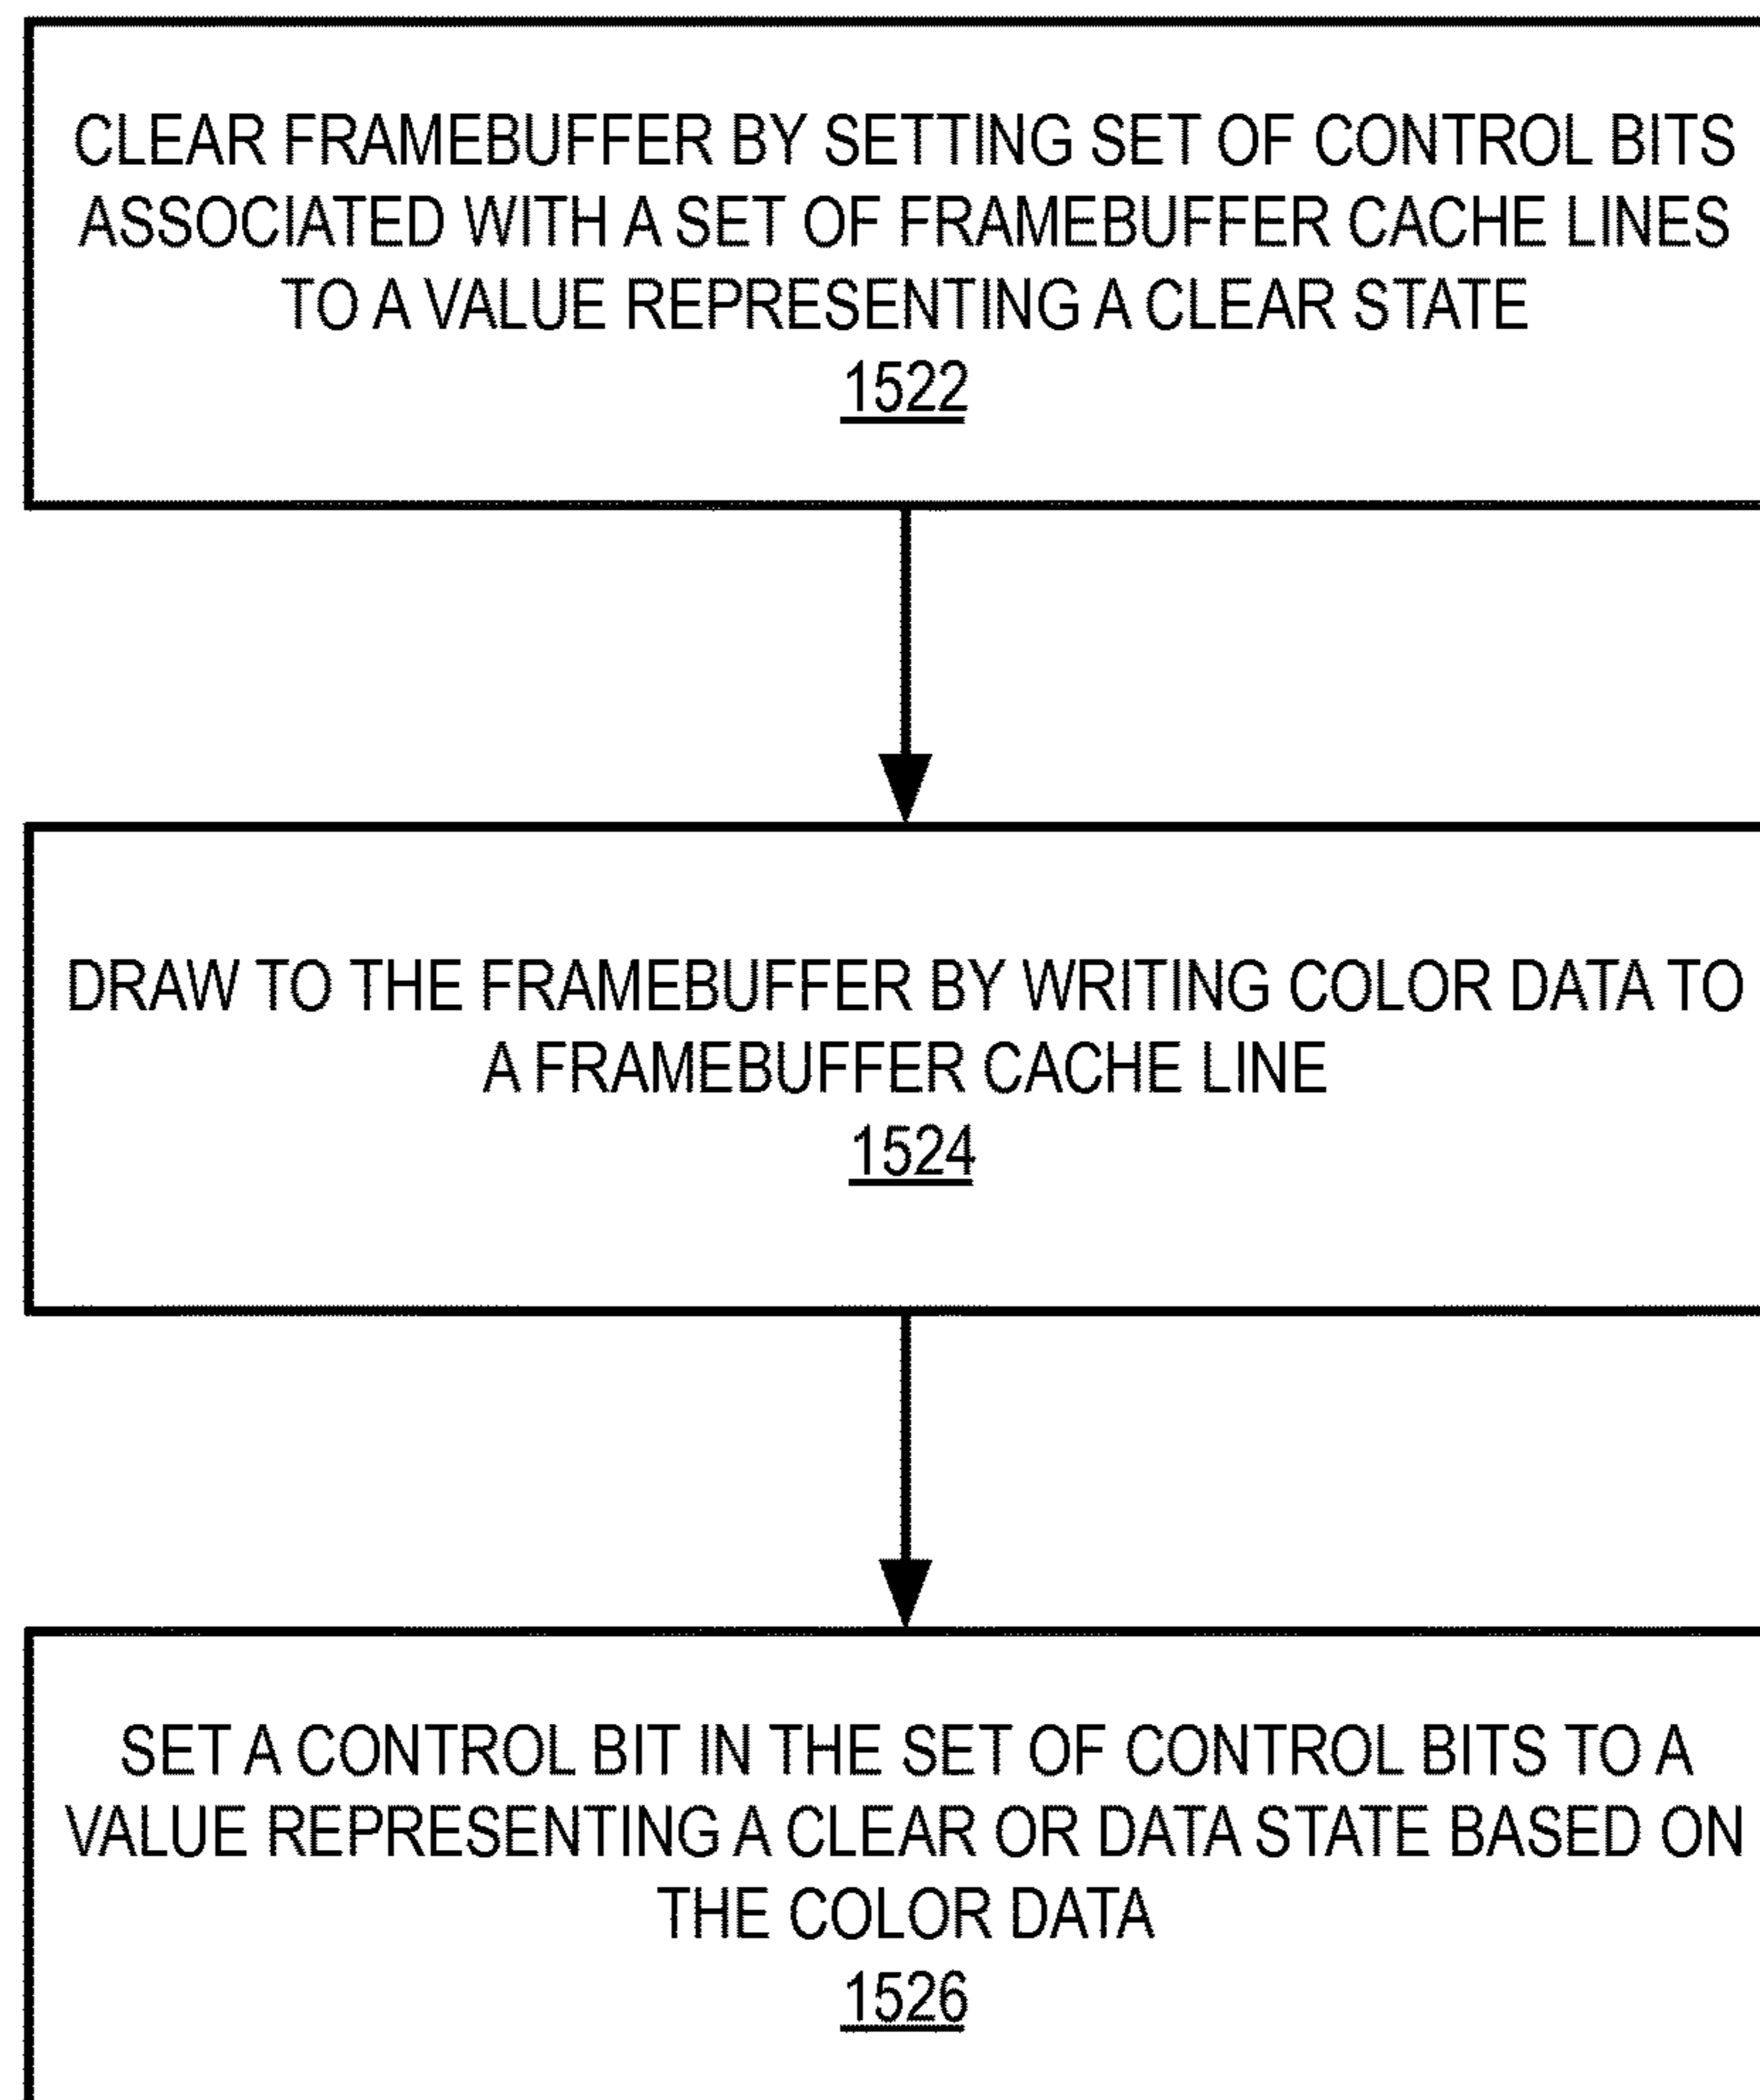 CLEAR FRAMEBUFFER BY SETTING SET OF CONTROL BITS
ASSOCIATED WITH A SET OF FRAMEBUFFER CACHE LINES
TO A VALUE REPRESENTING A CLEAR STATE
1522
DRAW TO THE FRAMEBUFFER BY WRITING COLOR DATA TO
A FRAMEBUFFER CACHE LINE
1524
SET A CONTROL BIT IN THE SET OF CONTROL BITS TO A
VALUE REPRESENTING A CLEAR OR DATA STATE BASED ON
THE COLOR DATA
1526